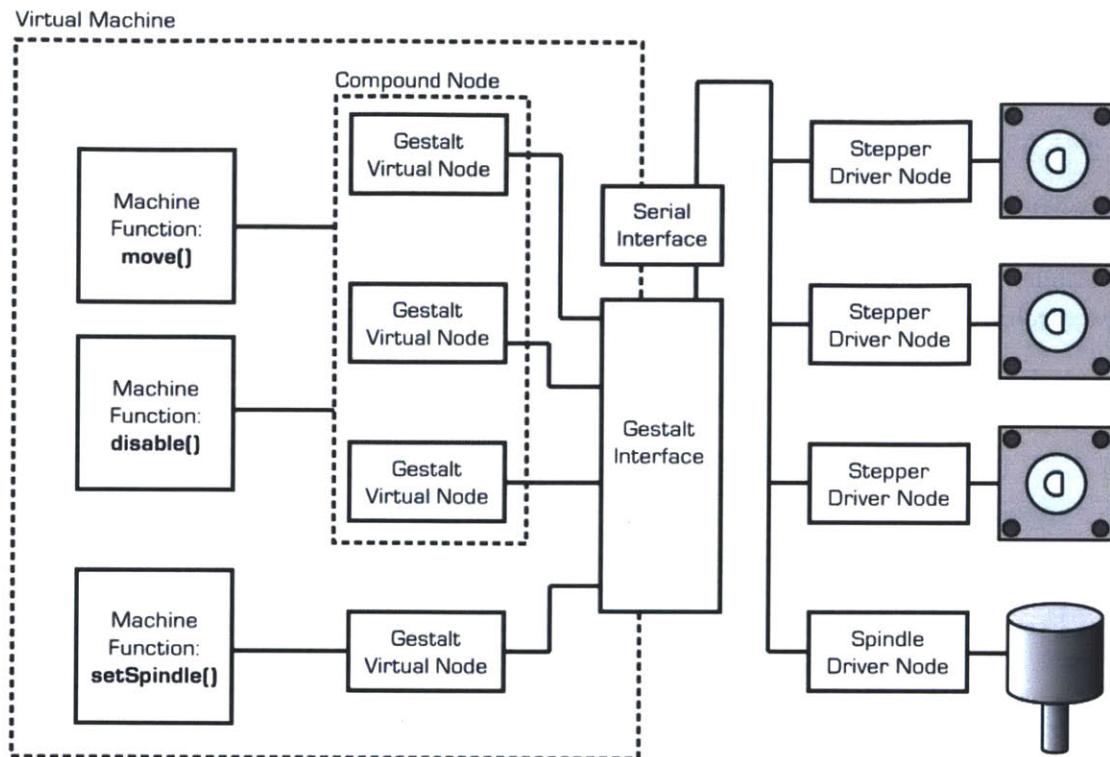 Virtual Machine
Compound Node
Gestalt
Virtual Node
Machine
Function:
move()
Gestalt
Virtual Node
Machine
Function:
disable()
Gestalt
Virtual Node
Machine
Function:
setSpindle()
Gestalt
Virtual Node
Serial
Interface
Gestalt
Interface
Stepper
Driver Node
Stepper
Driver Node
Stepper
Driver Node
Spindle
Driver Node